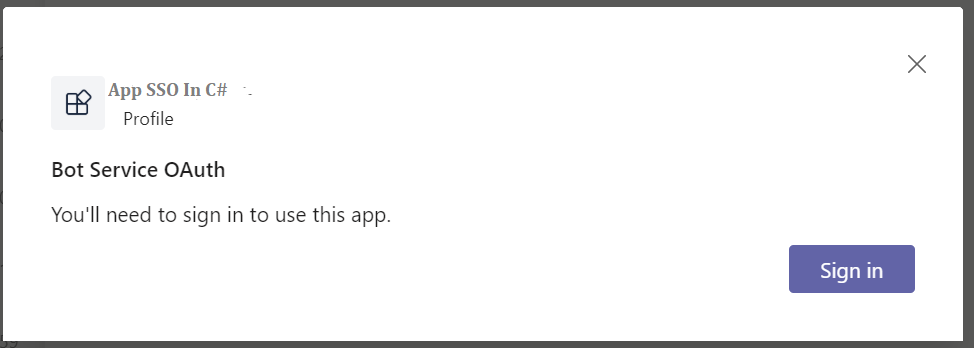 App SSO In C#
Profile
Bot Service OAuth
You'll need to sign in to use this app.
Sign in